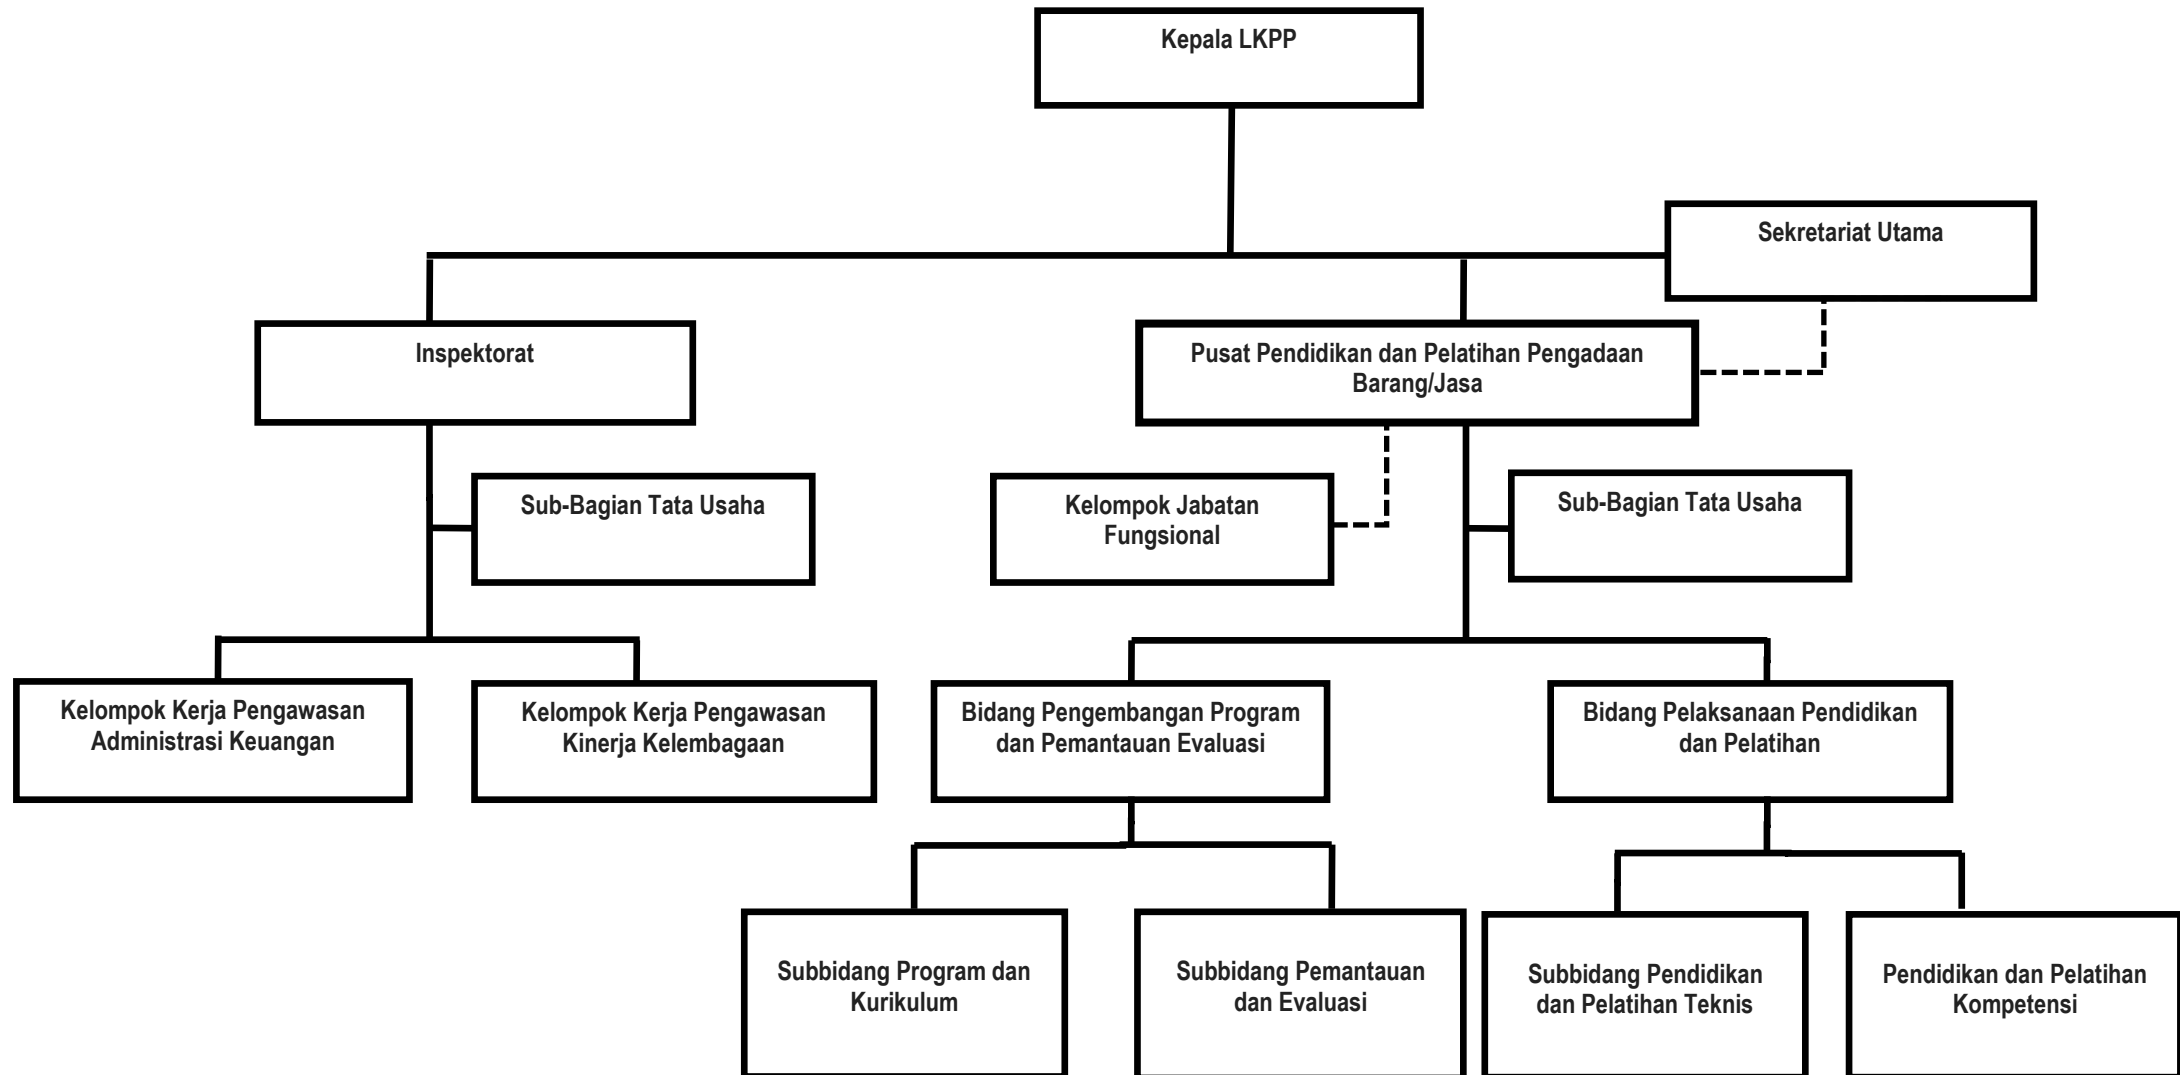 Kepala LKPP
Sekretariat Utama
Inspektorat
Pusat Pendidikan dan Pelatihan Pengadaan
Barang/Jasa
Sub-Bagian Tata Usaha
Kelompok Jabatan
Fungsional
Sub-Bagian Tata Usaha
Kelompok Kerja Pengawasan
Administrasi Keuangan
Kelompok Kerja Pengawasan
Kinerja Kelembagaan
Bidang Pengembangan Program
dan Pemantauan Evaluasi
Bidang Pelaksanaan Pendidikan
dan Pelatihan
Subbidang Program dan
Kurikulum
Subbidang Pemantauan
dan Evaluasi
Subbidang Pendidikan
dan Pelatihan Teknis
Pendidikan dan Pelatihan
Kompetensi